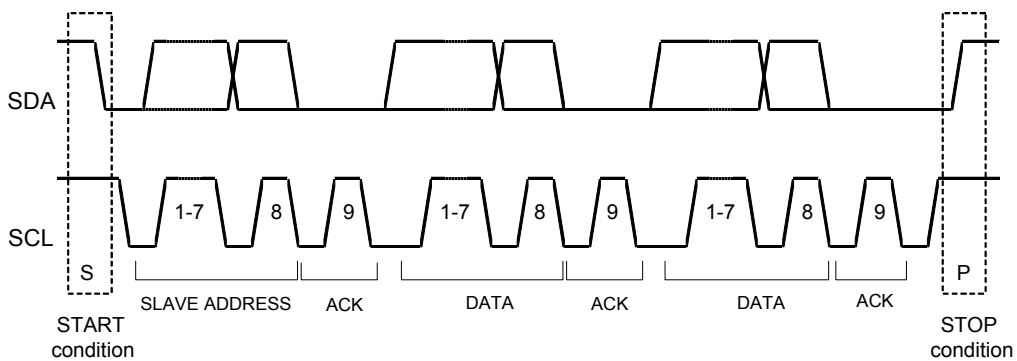 SDA
SCL
1-7 8 9 1-7 8 9 1-7 8 9
S P
SLAVE ADDRESS ACK DATA ACK DATA ACK
START
condition
STOP
condition